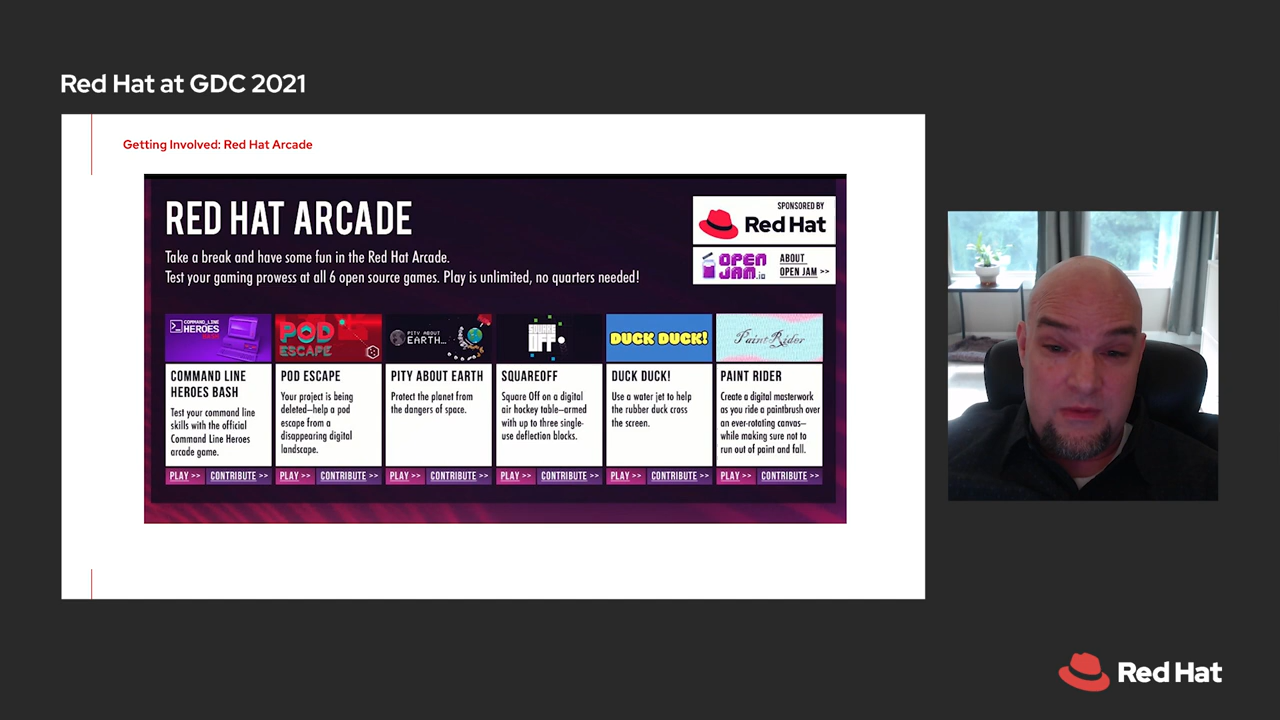 Red Hat at GDC 2021
Getting Involved: Red Hat Arcade
RED HAT ARCADE
Take a break and have some fun in the Red Hat Arcade.
Test your gaming prowess at all 6 open source games. Play is unlimited, no quarters needed!
SPONSORED BY
Red Hat
OPEN
JAM.io
ABOUT
OPEN JAM >>
COMMAND_LINE
HEROES
BASH
COMMAND LINE
HEROES BASH
Test your command line
skills with the official
Command Line Heroes
arcade game.
PLAY >> CONTRIBUTE >>
POD
ESCAPE
POD ESCAPE
Your project is being
deleted—help a pod
escape from a
disappearing digital
landscape.
PLAY >> CONTRIBUTE >>
PITY ABOUT
EARTH...
PITY ABOUT EARTH
Protect the planet from
the dangers of space.
PLAY >> CONTRIBUTE >>
SQUARE
OFF
SQUAREOFF
Square Off on a digital
air hockey table—armed
with up to three single-
use deflection blocks.
PLAY >> CONTRIBUTE >>
DUCK DUCK!
DUCK DUCK!
Use a water jet to help
the rubber duck cross
the screen.
PLAY >> CONTRIBUTE >>
Paint Rider
PAINT RIDER
Create a digital masterwork
as you ride a paintbrush over
an ever-rotating canvas—
while making sure not to
run out of paint and fall.
PLAY >> CONTRIBUTE >>
Red Hat